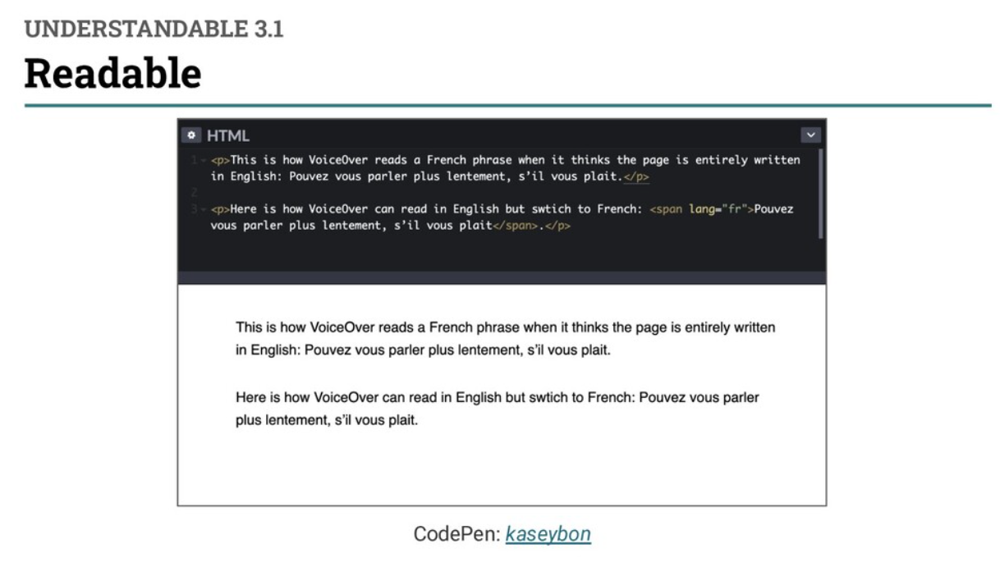 UNDERSTANDABLE 3.1
Readable
HTML
1 <p>This is how VoiceOver reads a French phrase when it thinks the page is entirely written
in English: Pouvez vous parler plus lentement, s’il vous plait.</p>
2
3 <p>Here is how VoiceOver can read in English but swtich to French: <span lang="fr">Pouvez
vous parler plus lentement, s’il vous plait</span>.</p>
This is how VoiceOver reads a French phrase when it thinks the page is entirely written
in English: Pouvez vous parler plus lentement, s’il vous plait.
Here is how VoiceOver can read in English but swtich to French: Pouvez vous parler
plus lentement, s’il vous plait.
CodePen: kaseybon